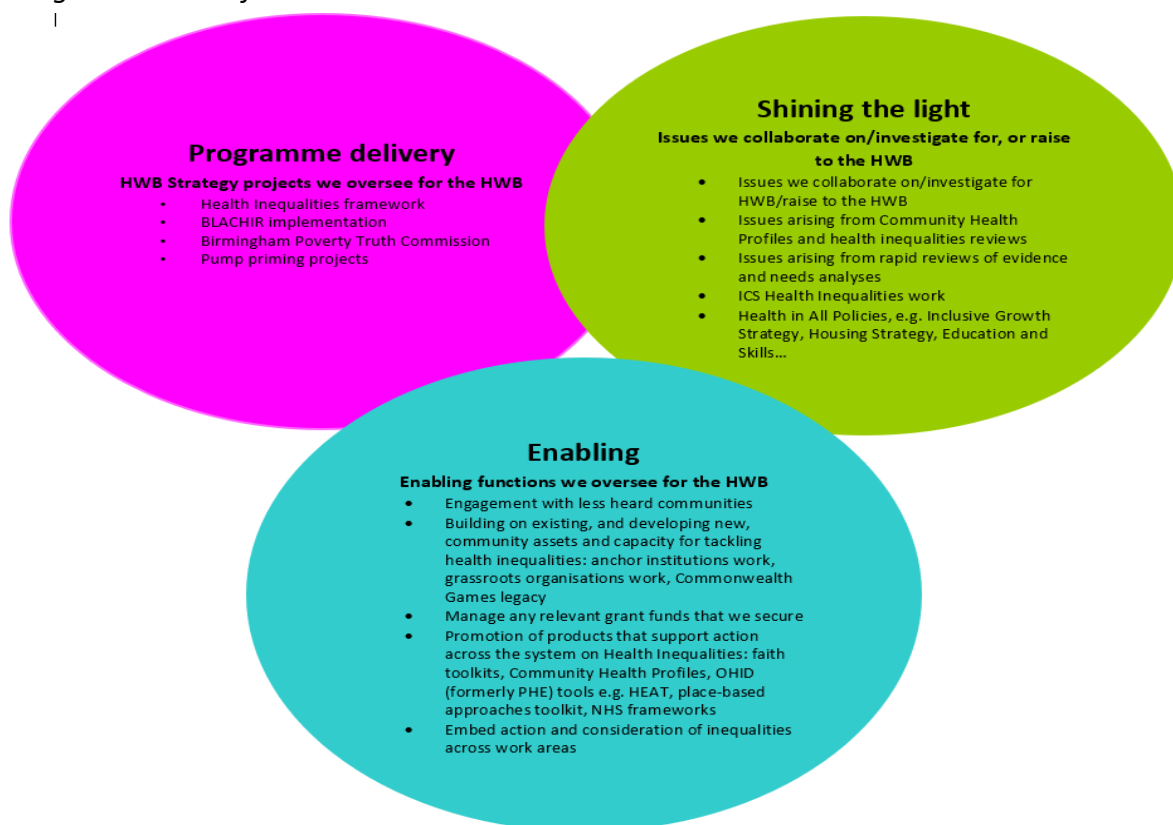 Programme delivery
HWB Strategy projects we oversee for the HWB
• Health Inequalities framework
• BLACHIR implementation
• Birmingham Poverty Truth Commission
• Pump priming projects
Shining the light
Issues we collaborate on/investigate for, or raise
to the HWB
• Issues we collaborate on/investigate for
HWB/raise to the HWB
• Issues arising from Community Health
Profiles and health inequalities reviews
• Issues arising from rapid reviews of evidence
and needs analyses
• ICS Health Inequalities work
• Health in All Policies, e.g. Inclusive Growth
Strategy, Housing Strategy, Education and
Skills...
Enabling
Enabling functions we oversee for the HWB
• Engagement with less heard communities
• Building on existing, and developing new,
community assets and capacity for tackling
health inequalities: anchor institutions work,
grassroots organisations work, Commonwealth
Games legacy
• Manage any relevant grant funds that we secure
• Promotion of products that support action
across the system on Health Inequalities: faith
toolkits, Community Health Profiles, OHID
(formerly PHE) tools e.g. HEAT, place-based
approaches toolkit, NHS frameworks
• Embed action and consideration of inequalities
across work areas